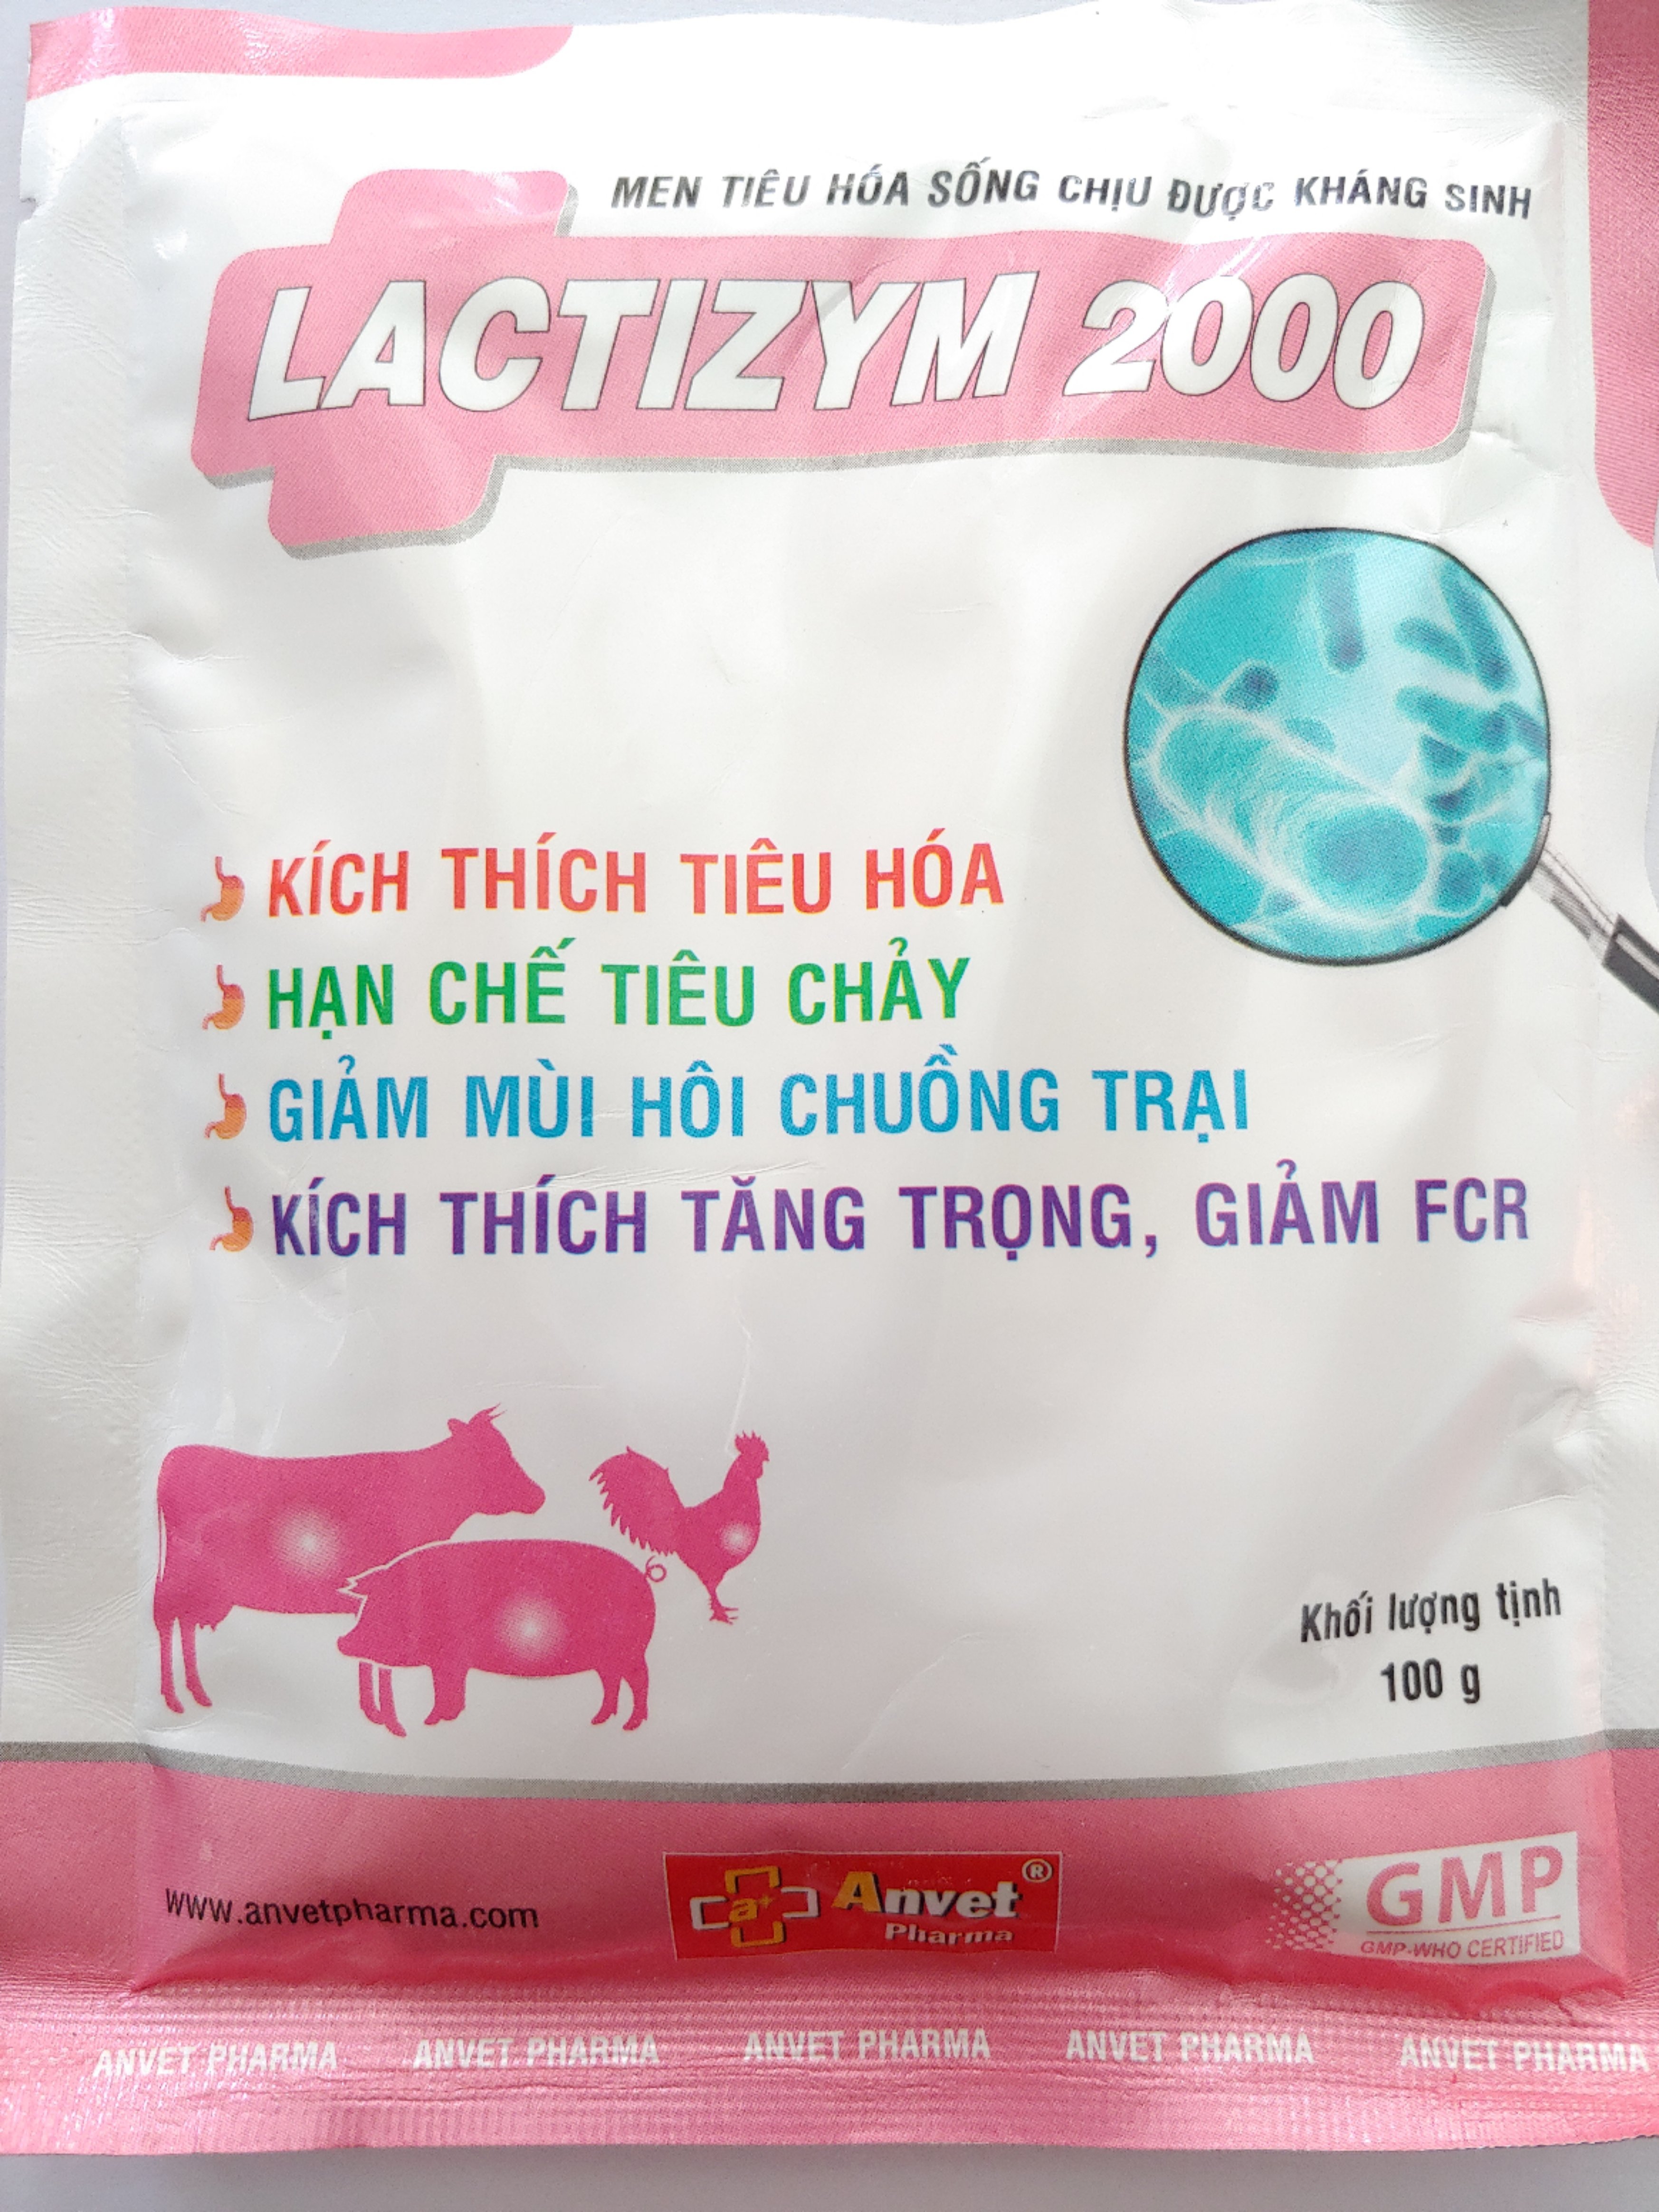 MEN TIÊU HÓA SỐNG CHỊU ĐƯỢC KHÁNG SINH
LACTIZYM 2000
KÍCH THÍCH TIÊU HÓA
HẠN CHẾ TIÊU CHẢY
GIẢM MÙI HÔI CHUỒNG TRẠI
KÍCH THÍCH TĂNG TRỌNG, GIẢM FCR
Khối lượng tịnh
100 g
www.anvetpharma.com
a+ Anvet®
Pharma
GMP
GMP-WHO CERTIFIED
ANVET PHARMA ANVET PHARMA ANVET PHARMA ANVET PHARMA ANVET PHARMA